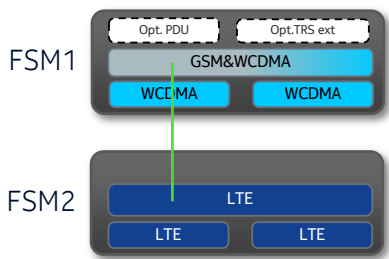 Opt. PDU
Opt.TRS ext
FSM1
GSM&WCDMA
WCDMA
WCDMA
FSM2
LTE
LTE
LTE